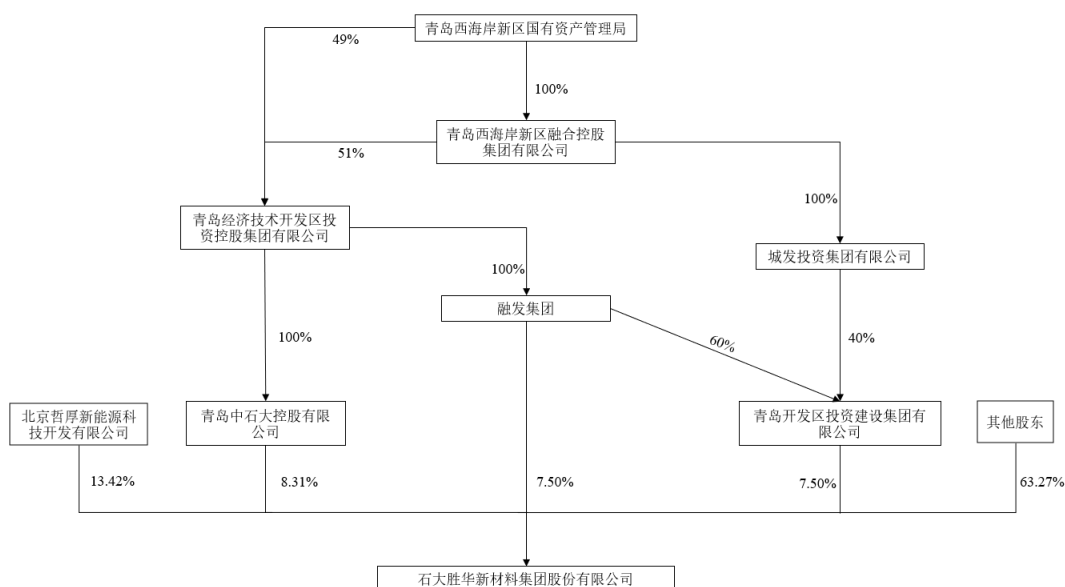 青岛西海岸新区国有资产管理局
49%
100%
青岛西海岸新区融合控股
集团有限公司
51%
100%
青岛经济技术开发区投
资控股集团有限公司
城发投资集团有限公司
100%
融发集团
100%
60%
40%
北京哲厚新能源科
技开发有限公司
青岛中石大控股有限
公司
青岛开发区投资建设集团有
限公司
其他股东
13.42%
8.31%
7.50%
7.50%
63.27%
石大胜华新材料集团股份有限公司